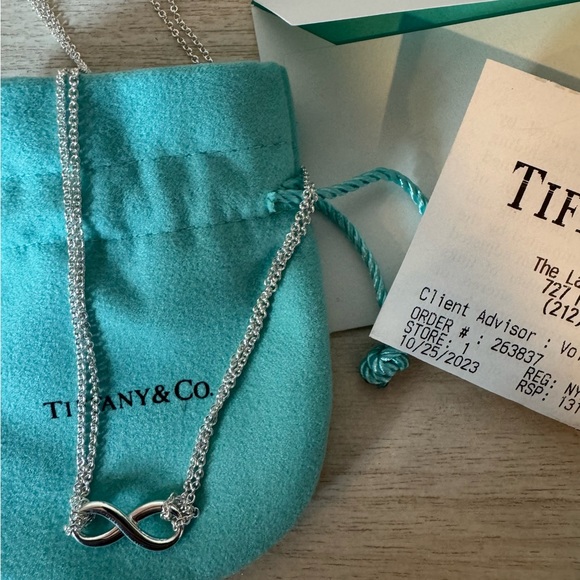 TIFFANY & CO.
TIF
The La
727
(212
Client Advisor : Vo
ORDER # : 263837
STORE: 1 REG: NY
10/25/2023 RSP: 131